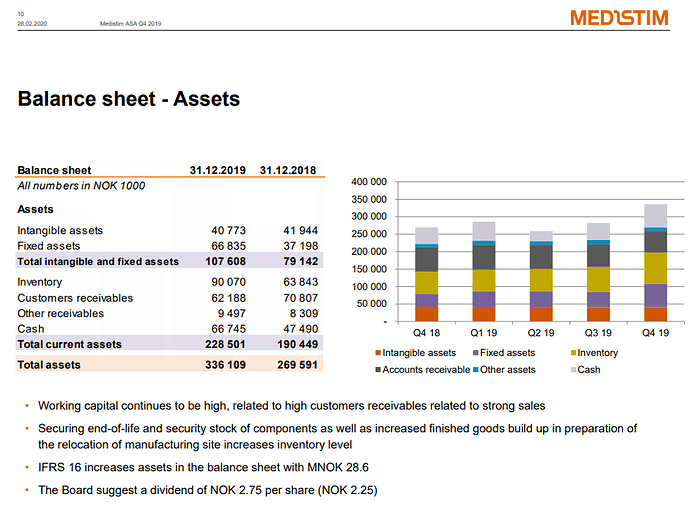 10
28.02.2020 Medistim ASA Q4 2019
MEDISTIM
Balance sheet - Assets
Balance sheet 31.12.2019 31.12.2018
All numbers in NOK 1000
Assets
Intangible assets 40 773 41 944
Fixed assets 66 835 37 198
Total intangible and fixed assets 107 608 79 142
Inventory 90 070 63 843
Customers receivables 62 188 70 807
Other receivables 9 497 8 309
Cash 66 745 47 490
Total current assets 228 501 190 449
Total assets 336 109 269 591
400 000
350 000
300 000
250 000
200 000
150 000
100 000
50 000
-
Q4 18 Q1 19 Q2 19 Q3 19 Q4 19
Intangible assets Fixed assets Inventory
Accounts receivable Other assets Cash
• Working capital continues to be high, related to high customers receivables related to strong sales
• Securing end-of-life and security stock of components as well as increased finished goods build up in preparation of
the relocation of manufacturing site increases inventory level
• IFRS 16 increases assets in the balance sheet with MNOK 28.6
• The Board suggest a dividend of NOK 2.75 per share (NOK 2.25)